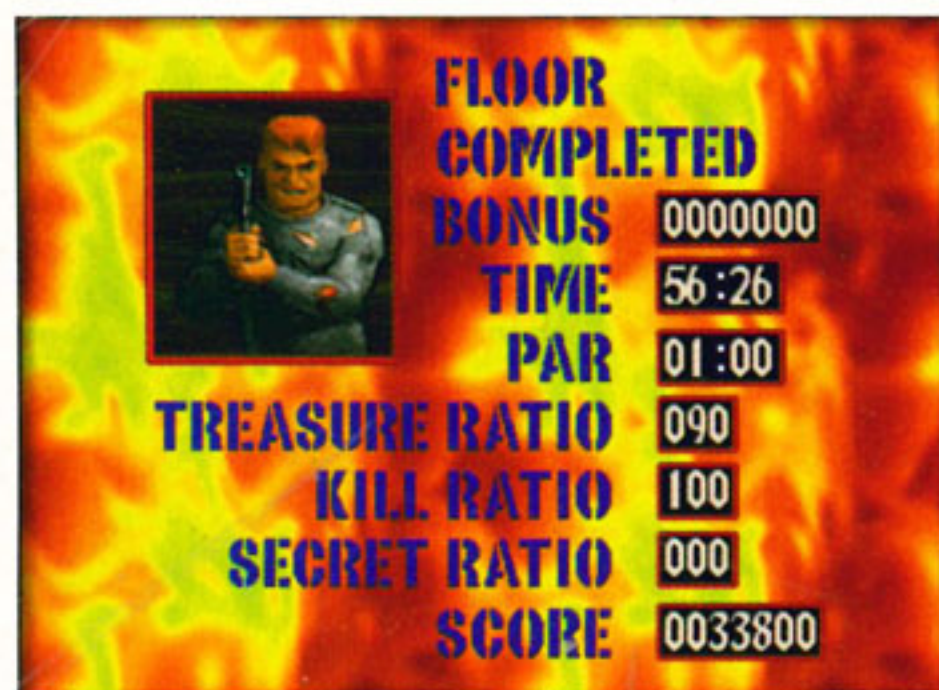 FLOOR
COMPLETED
BONUS 0000000
TIME 56:26
PAR 01:00
TREASURE RATIO 090
KILL RATIO 100
SECRET RATIO 000
SCORE 0033800